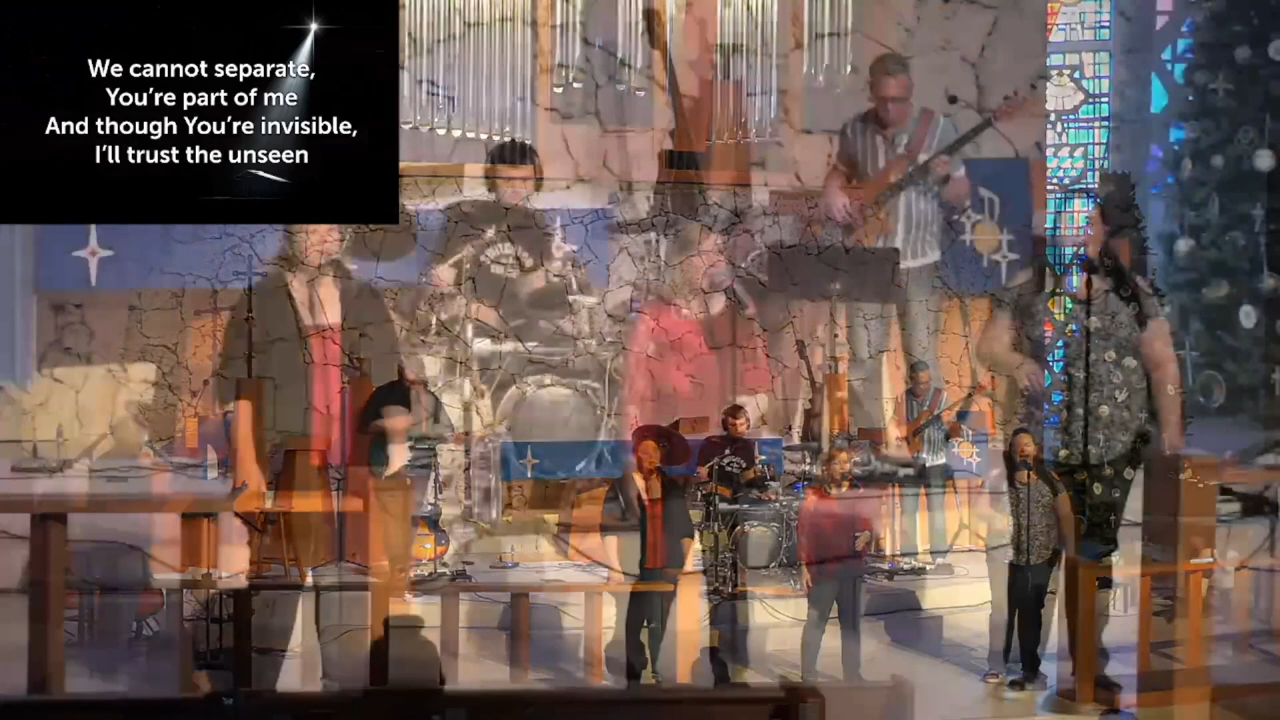 We cannot separate,
You're part of me
And though You're invisible,
I'll trust the unseen